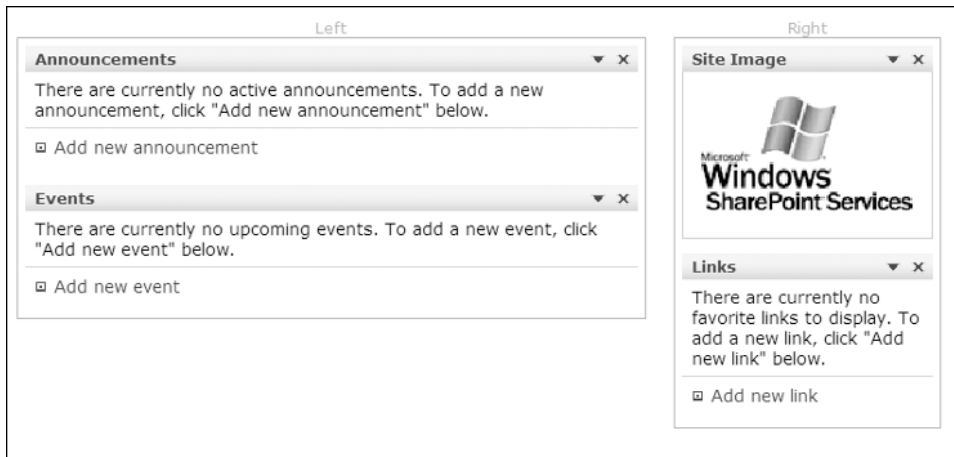 Left
Announcements
There are currently no active announcements. To add a new
announcement, click "Add new announcement" below.
Add new announcement
Events
There are currently no upcoming events. To add a new event, click
"Add new event" below.
Add new event
Right
Site Image
Microsoft
Windows
SharePoint Services
Links
There are currently no
favorite links to display. To
add a new link, click "Add
new link" below.
Add new link